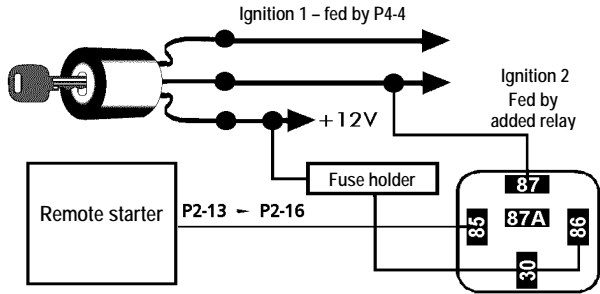 Ignition 1 – fed by P4-4
Ignition 2
Fed by
added relay
+12V
Fuse holder
87
87A
85
86
30
Remote starter
P2-13 - P2-16